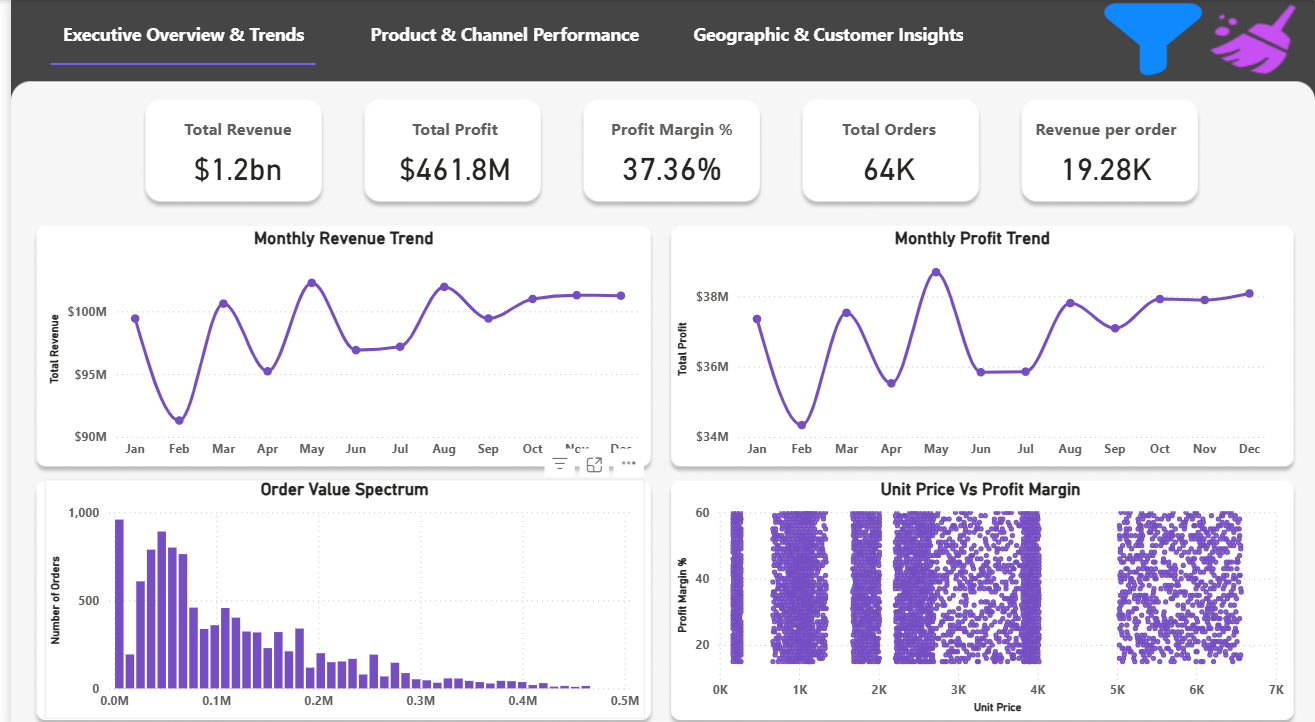 Executive Overview & Trends
Product & Channel Performance
Geographic & Customer Insights
Total Revenue
$1.2bn
Total Profit
$461.8M
Profit Margin %
37.36%
Total Orders
64K
Revenue per order
19.28K
Monthly Revenue Trend
Total Revenue
$100M
$95M
$90M
Jan Feb Mar Apr May Jun Jul Aug Sep Oct Nov Dec
Monthly Profit Trend
Total Profit
$38M
$36M
$34M
Jan Feb Mar Apr May Jun Jul Aug Sep Oct Nov Dec
Order Value Spectrum
Number of Orders
1,000
500
0
0.0M 0.1M 0.2M 0.3M 0.4M 0.5M
Unit Price Vs Profit Margin
Profit Margin %
60
40
20
0K 1K 2K 3K 4K 5K 6K 7K
Unit Price